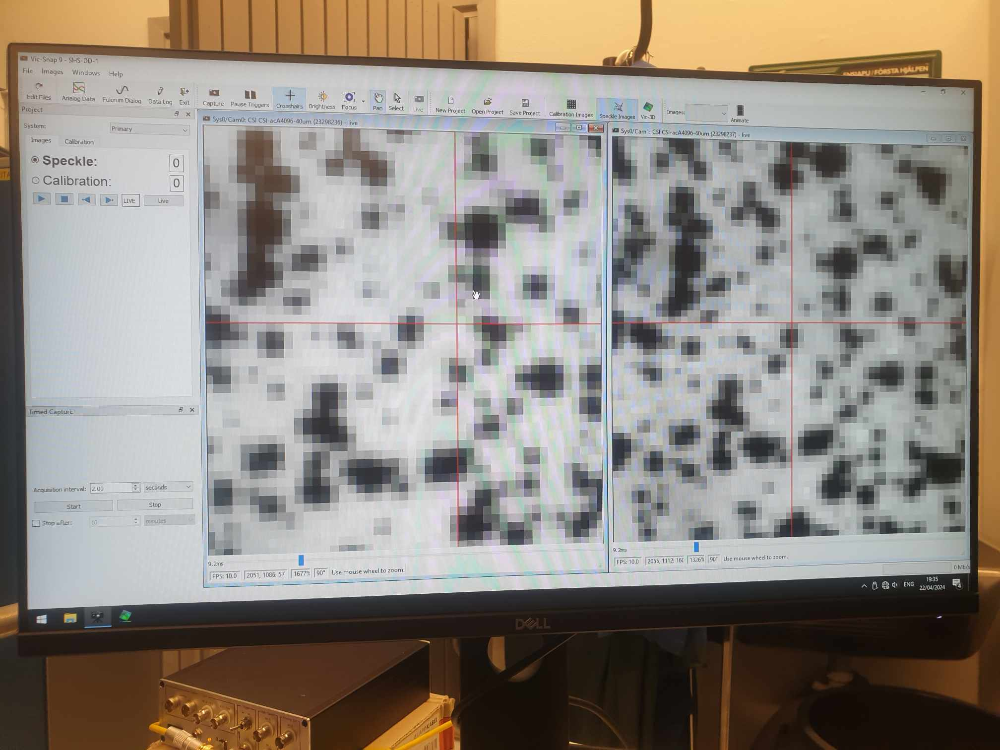 ENSIAPU / FÖRSTA HJÄLPEN
Vic-Snap 9 - SHS-DD-1
File Images Windows Help
Edit Files Analog Data Fulcrum Dialog Data Log Exit Capture Pause Triggers Crosshairs Brightness Focus Pan Select Live New Project Open Project Save Project Calibration Images Speckle Images Vic-3D Images: Animate
Project
System: Primary
Images Calibration
Speckle: 0
Calibration: 0
LIVE Live
Timed Capture
Acquisition interval: 2.00 seconds
Start Stop
Stop after: 10 minutes
Sys0/Cam0: CSI CSI-acA4096-40um (23298236) - live
9.2ms
FPS: 10.0 2051, 1086: 57 1677% 90° Use mouse wheel to zoom.
Sys0/Cam1: CSI CSI-acA4096-40um (23298237) - live
9.2ms
FPS: 10.0 2055, 1112: 160 1326% 90° Use mouse wheel to zoom.
0 Mb/s
ENG
19:35
22/04/2024
4
DELL
KABEL